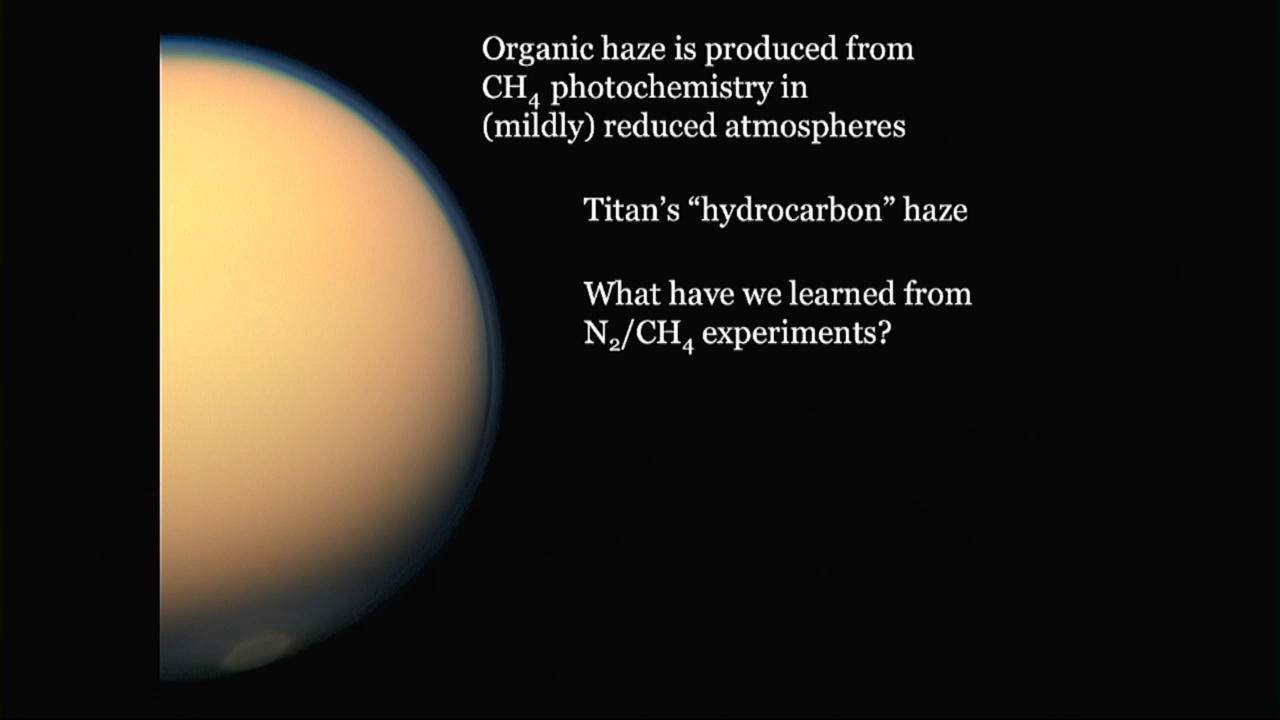 Organic haze is produced from
CH₄ photochemistry in
(mildly) reduced atmospheres
Titan’s “hydrocarbon” haze
What have we learned from
N₂/CH₄ experiments?